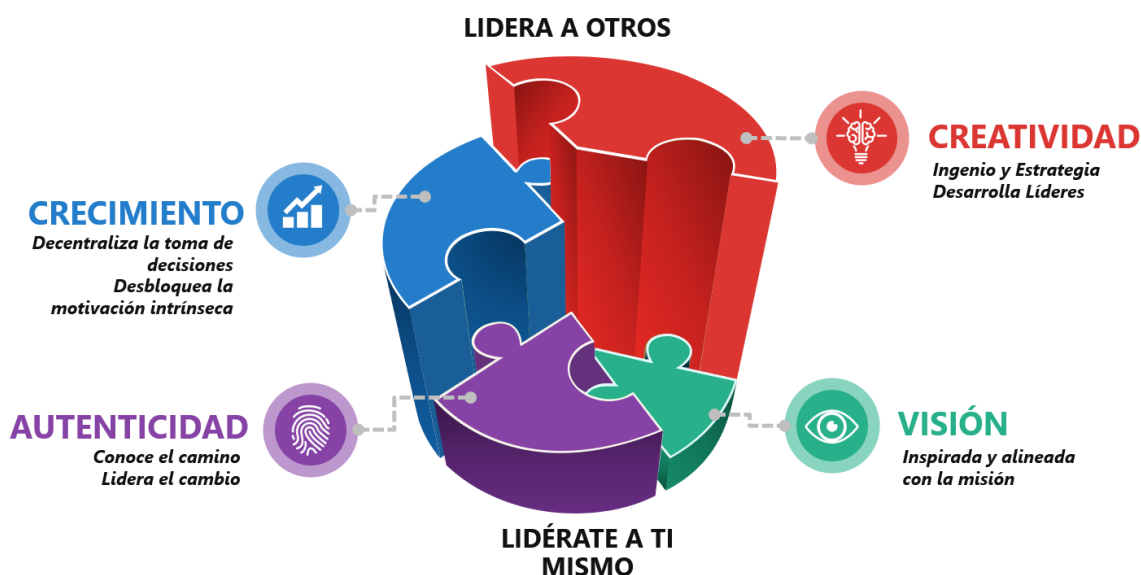 LIDERA A OTROS
CREATIVIDAD
Ingenio y Estrategia
Desarrolla Líderes
CRECIMIENTO
Decentraliza la toma de
decisiones
Desbloquea la
motivación intrínseca
AUTENTICIDAD
Conoce el camino
Lidera el cambio
VISIÓN
Inspirada y alineada
con la misión
LIDÉRATE A TI
MISMO